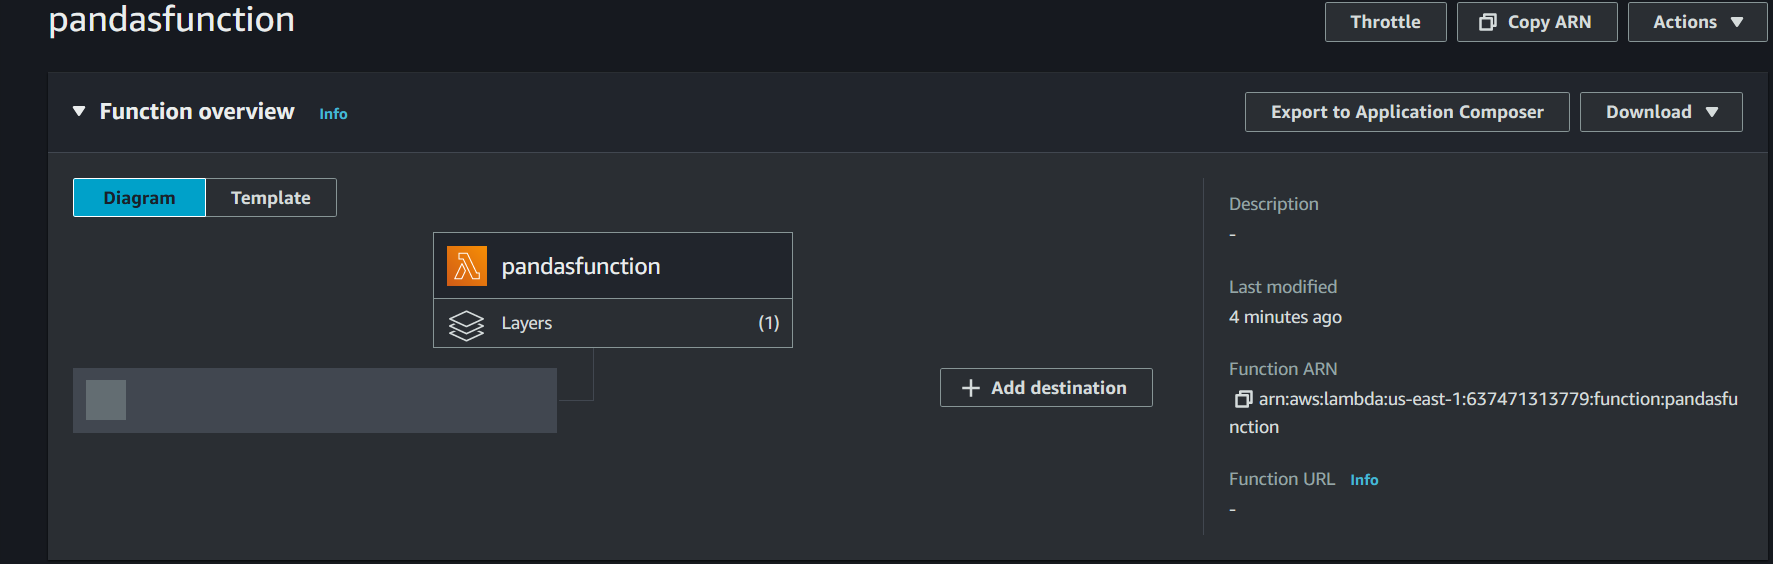 pandasfunction
Throttle
Copy ARN
Actions
Function overview
Info
Export to Application Composer
Download
Diagram
Template
pandasfunction
Layers
(1)
Add destination
Description
-
Last modified
4 minutes ago
Function ARN
arn:aws:lambda:us-east-1:637471313779:function:pandasfu
nction
Function URL
Info
-